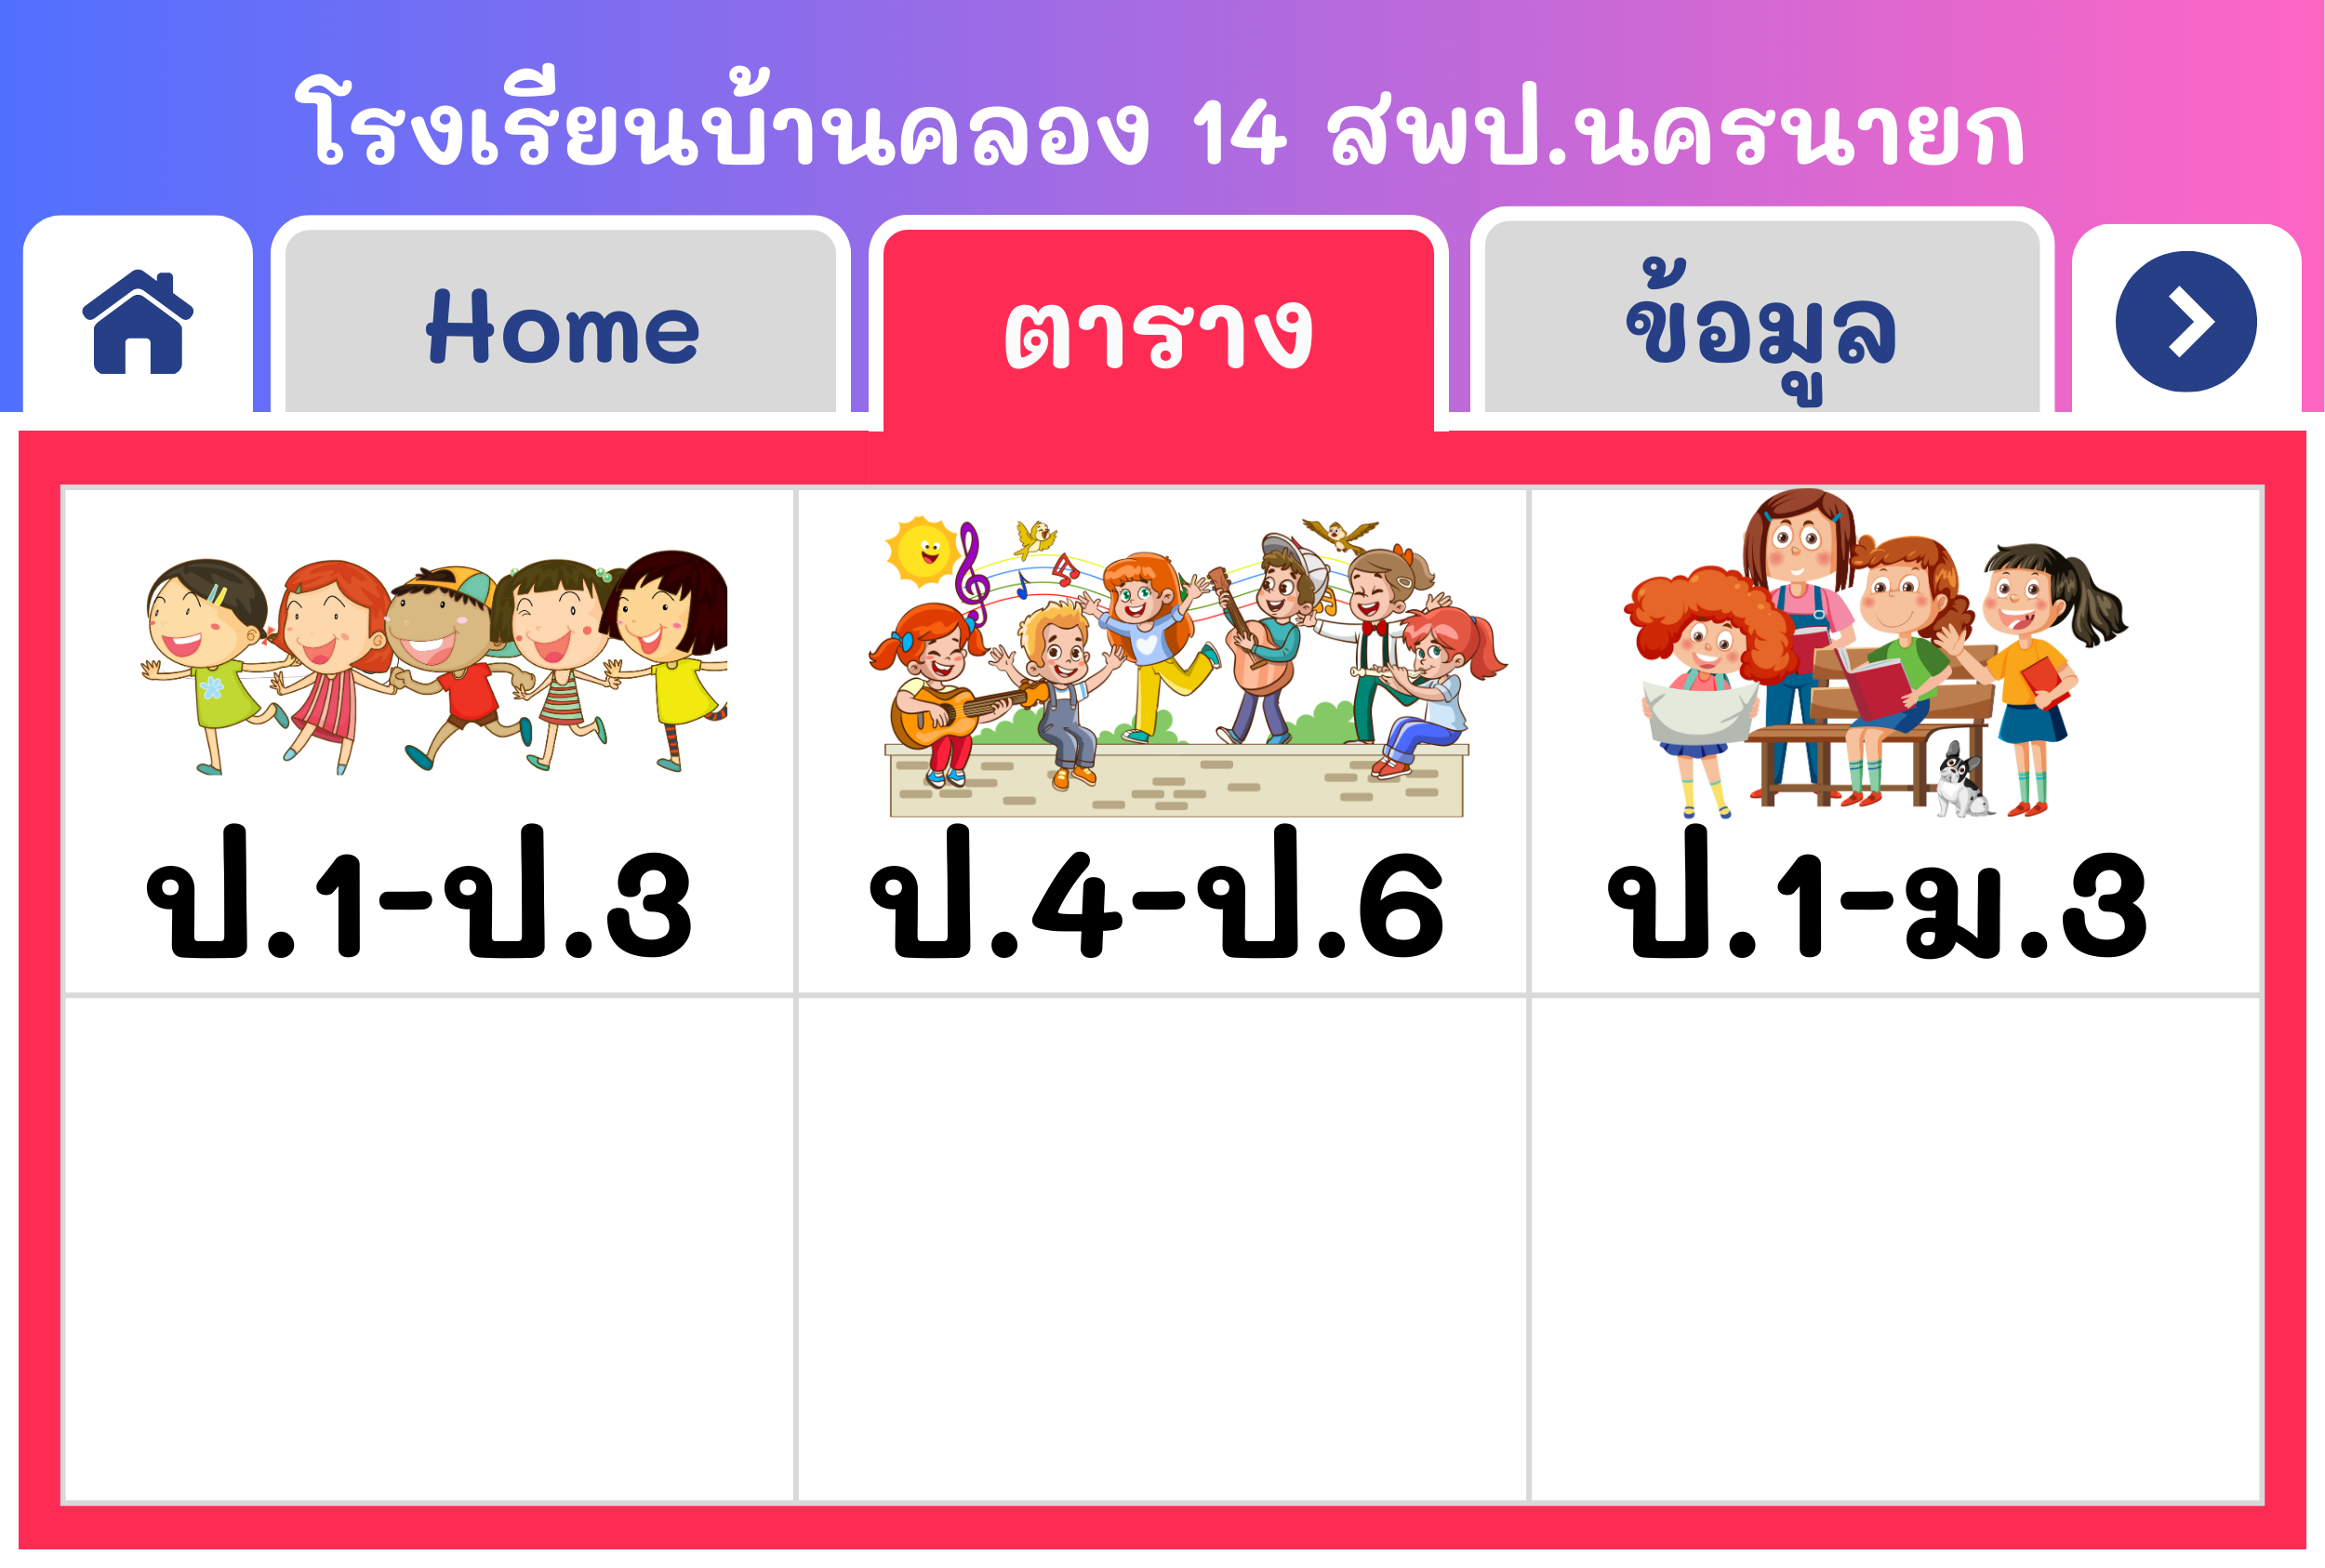 โรงเรียนบ้านคลอง 14 สพป.นครนายก
Home ตาราง ข้อมูล
ป.1-ป.3 ป.4-ป.6 ป.1-ม.3